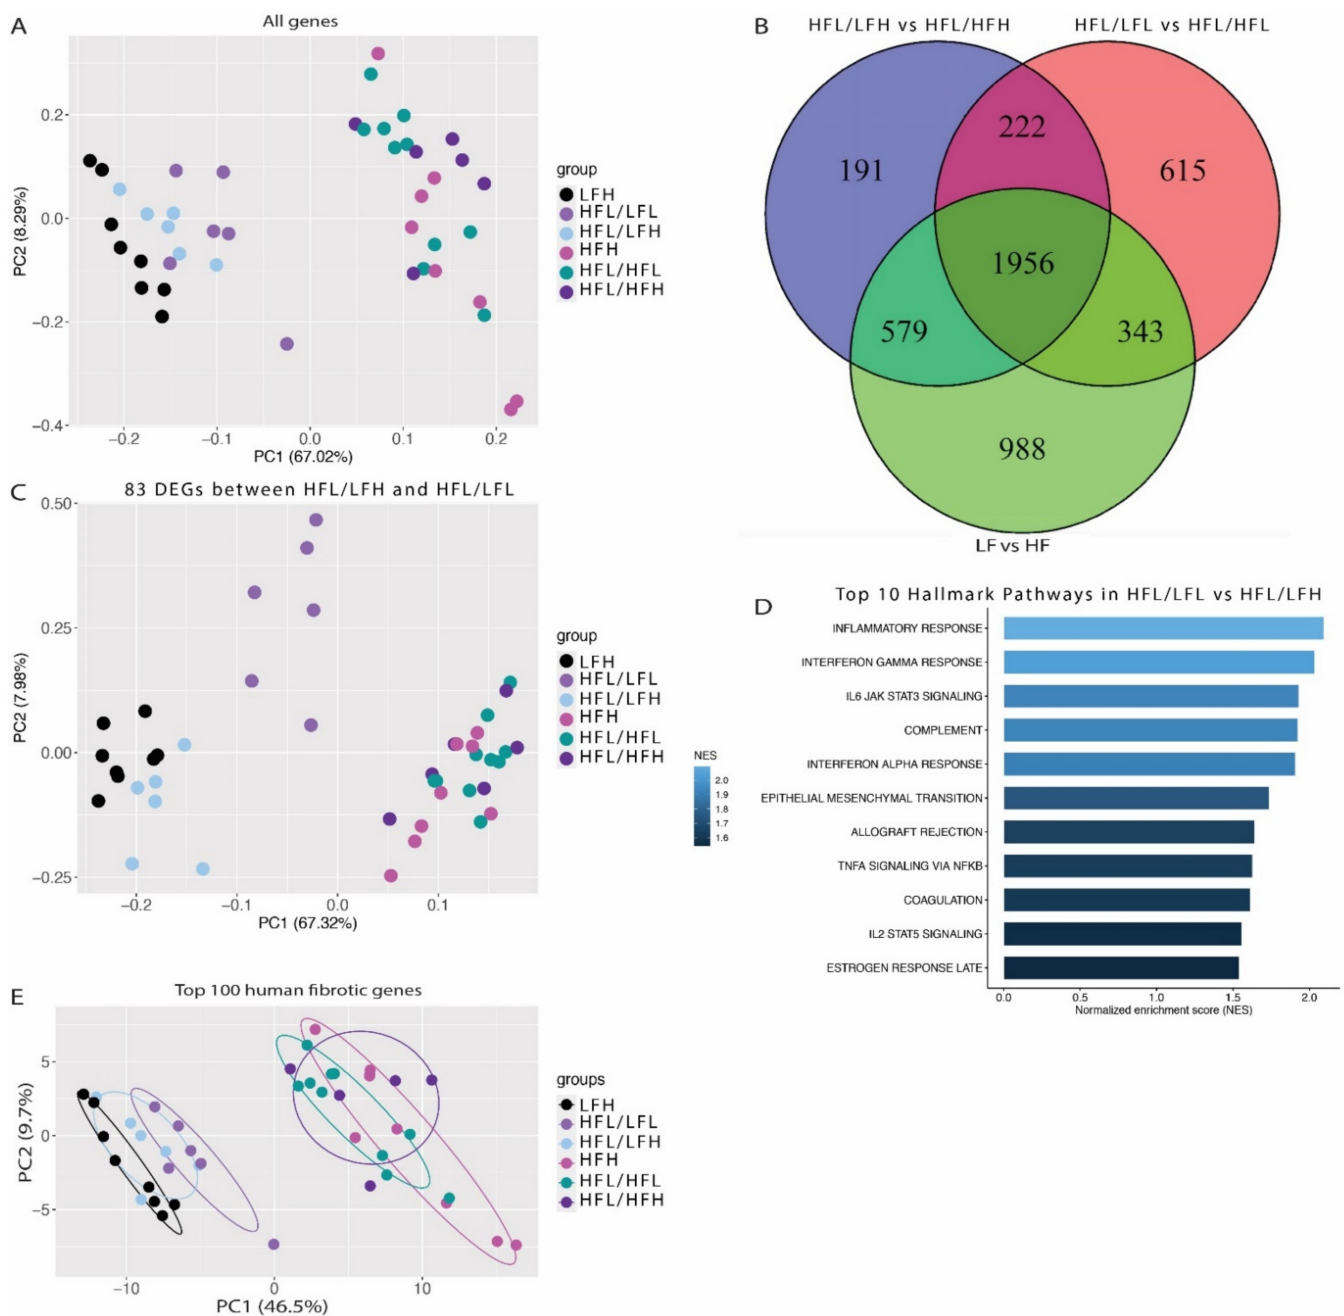 A
All genes
0.2
0.0
−0.2
−0.4
PC2 (8.29%)
−0.2
−0.1
0.0
0.1
0.2
PC1 (67.02%)
group
LFH
HFL/LFL
HFL/LFH
HFH
HFL/HFL
HFL/HFH
B
HFL/LFH vs HFL/HFH
HFL/LFL vs HFL/HFL
191
222
615
1956
579
343
988
LF vs HF
C
83 DEGs between HFL/LFH and HFL/LFL
0.50
0.25
0.00
−0.25
PC2 (7.98%)
−0.2
−0.1
0.0
0.1
PC1 (67.32%)
group
LFH
HFL/LFL
HFL/LFH
HFH
HFL/HFL
HFL/HFH
D
Top 10 Hallmark Pathways in HFL/LFL vs HFL/LFH
INFLAMMATORY RESPONSE
INTERFERON GAMMA RESPONSE
IL6 JAK STAT3 SIGNALING
COMPLEMENT
INTERFERON ALPHA RESPONSE
EPITHELIAL MESENCHYMAL TRANSITION
ALLOGRAFT REJECTION
TNFA SIGNALING VIA NFKB
COAGULATION
IL2 STAT5 SIGNALING
ESTROGEN RESPONSE LATE
0.0
0.5
1.0
1.5
2.0
Normalized enrichment score (NES)
NES
2.0
1.9
1.8
1.7
1.6
E
Top 100 human fibrotic genes
5
0
−5
PC2 (9.7%)
−10
0
10
PC1 (46.5%)
groups
LFH
HFL/LFL
HFL/LFH
HFH
HFL/HFL
HFL/HFH